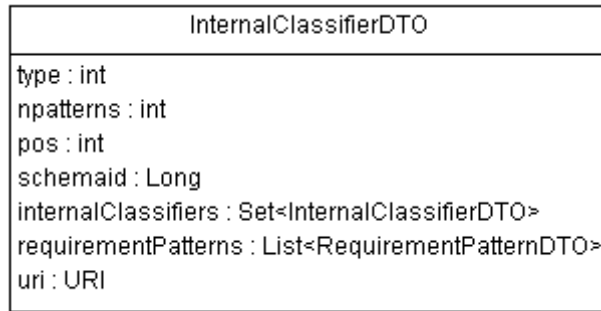 InternalClassifierDTO
type : int
npatterns : int
pos : int
schemaid : Long
internalClassifiers : Set<InternalClassifierDTO>
requirementPatterns : List<RequirementPatternDTO>
uri : URI